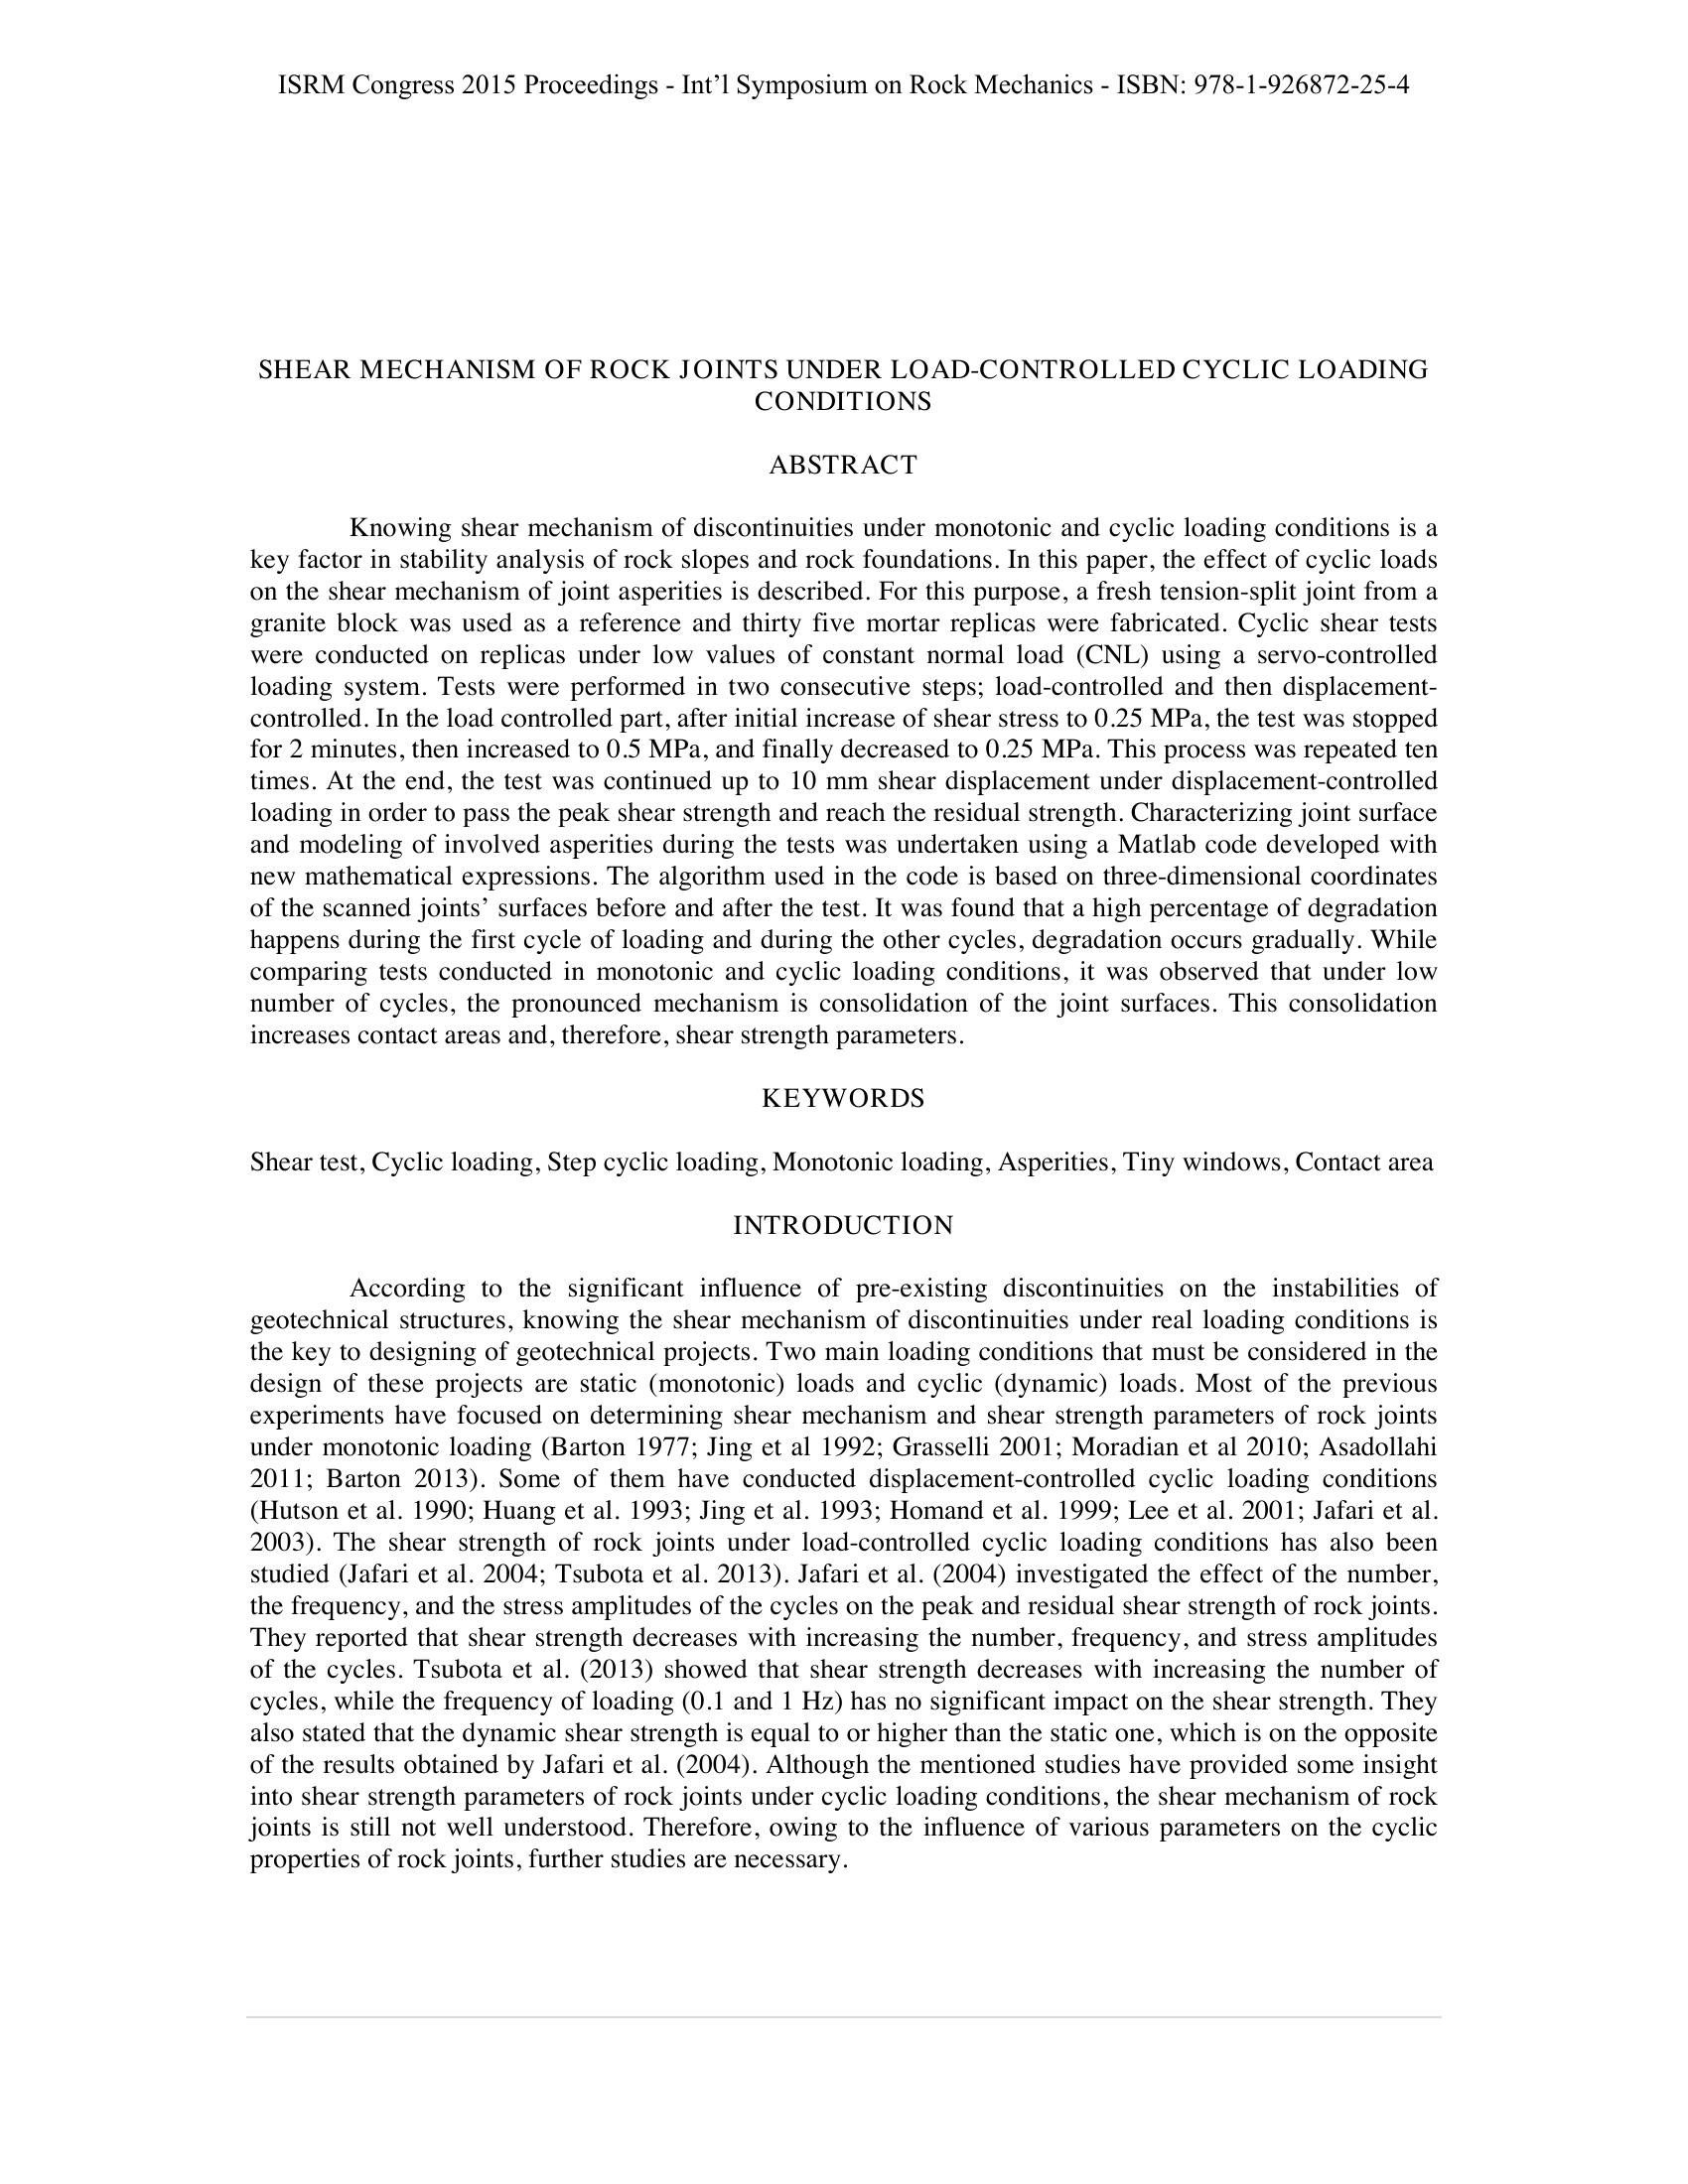 ISRM Congress 2015 Proceedings - Int’l Symposium on Rock Mechanics - ISBN: 978-1-926872-25-4
SHEAR MECHANISM OF ROCK JOINTS UNDER LOAD-CONTROLLED CYCLIC LOADING
CONDITIONS
ABSTRACT
Knowing shear mechanism of discontinuities under monotonic and cyclic loading conditions is a
key factor in stability analysis of rock slopes and rock foundations. In this paper, the effect of cyclic loads
on the shear mechanism of joint asperities is described. For this purpose, a fresh tension-split joint from a
granite block was used as a reference and thirty five mortar replicas were fabricated. Cyclic shear tests
were conducted on replicas under low values of constant normal load (CNL) using a servo-controlled
loading system. Tests were performed in two consecutive steps; load-controlled and then displacement-
controlled. In the load controlled part, after initial increase of shear stress to 0.25 MPa, the test was stopped
for 2 minutes, then increased to 0.5 MPa, and finally decreased to 0.25 MPa. This process was repeated ten
times. At the end, the test was continued up to 10 mm shear displacement under displacement-controlled
loading in order to pass the peak shear strength and reach the residual strength. Characterizing joint surface
and modeling of involved asperities during the tests was undertaken using a Matlab code developed with
new mathematical expressions. The algorithm used in the code is based on three-dimensional coordinates
of the scanned joints’ surfaces before and after the test. It was found that a high percentage of degradation
happens during the first cycle of loading and during the other cycles, degradation occurs gradually. While
comparing tests conducted in monotonic and cyclic loading conditions, it was observed that under low
number of cycles, the pronounced mechanism is consolidation of the joint surfaces. This consolidation
increases contact areas and, therefore, shear strength parameters.
KEYWORDS
Shear test, Cyclic loading, Step cyclic loading, Monotonic loading, Asperities, Tiny windows, Contact area
INTRODUCTION
According to the significant influence of pre-existing discontinuities on the instabilities of
geotechnical structures, knowing the shear mechanism of discontinuities under real loading conditions is
the key to designing of geotechnical projects. Two main loading conditions that must be considered in the
design of these projects are static (monotonic) loads and cyclic (dynamic) loads. Most of the previous
experiments have focused on determining shear mechanism and shear strength parameters of rock joints
under monotonic loading (Barton 1977; Jing et al 1992; Grasselli 2001; Moradian et al 2010; Asadollahi
2011; Barton 2013). Some of them have conducted displacement-controlled cyclic loading conditions
(Hutson et al. 1990; Huang et al. 1993; Jing et al. 1993; Homand et al. 1999; Lee et al. 2001; Jafari et al.
2003). The shear strength of rock joints under load-controlled cyclic loading conditions has also been
studied (Jafari et al. 2004; Tsubota et al. 2013). Jafari et al. (2004) investigated the effect of the number,
the frequency, and the stress amplitudes of the cycles on the peak and residual shear strength of rock joints.
They reported that shear strength decreases with increasing the number, frequency, and stress amplitudes
of the cycles. Tsubota et al. (2013) showed that shear strength decreases with increasing the number of
cycles, while the frequency of loading (0.1 and 1 Hz) has no significant impact on the shear strength. They
also stated that the dynamic shear strength is equal to or higher than the static one, which is on the opposite
of the results obtained by Jafari et al. (2004). Although the mentioned studies have provided some insight
into shear strength parameters of rock joints under cyclic loading conditions, the shear mechanism of rock
joints is still not well understood. Therefore, owing to the influence of various parameters on the cyclic
properties of rock joints, further studies are necessary.